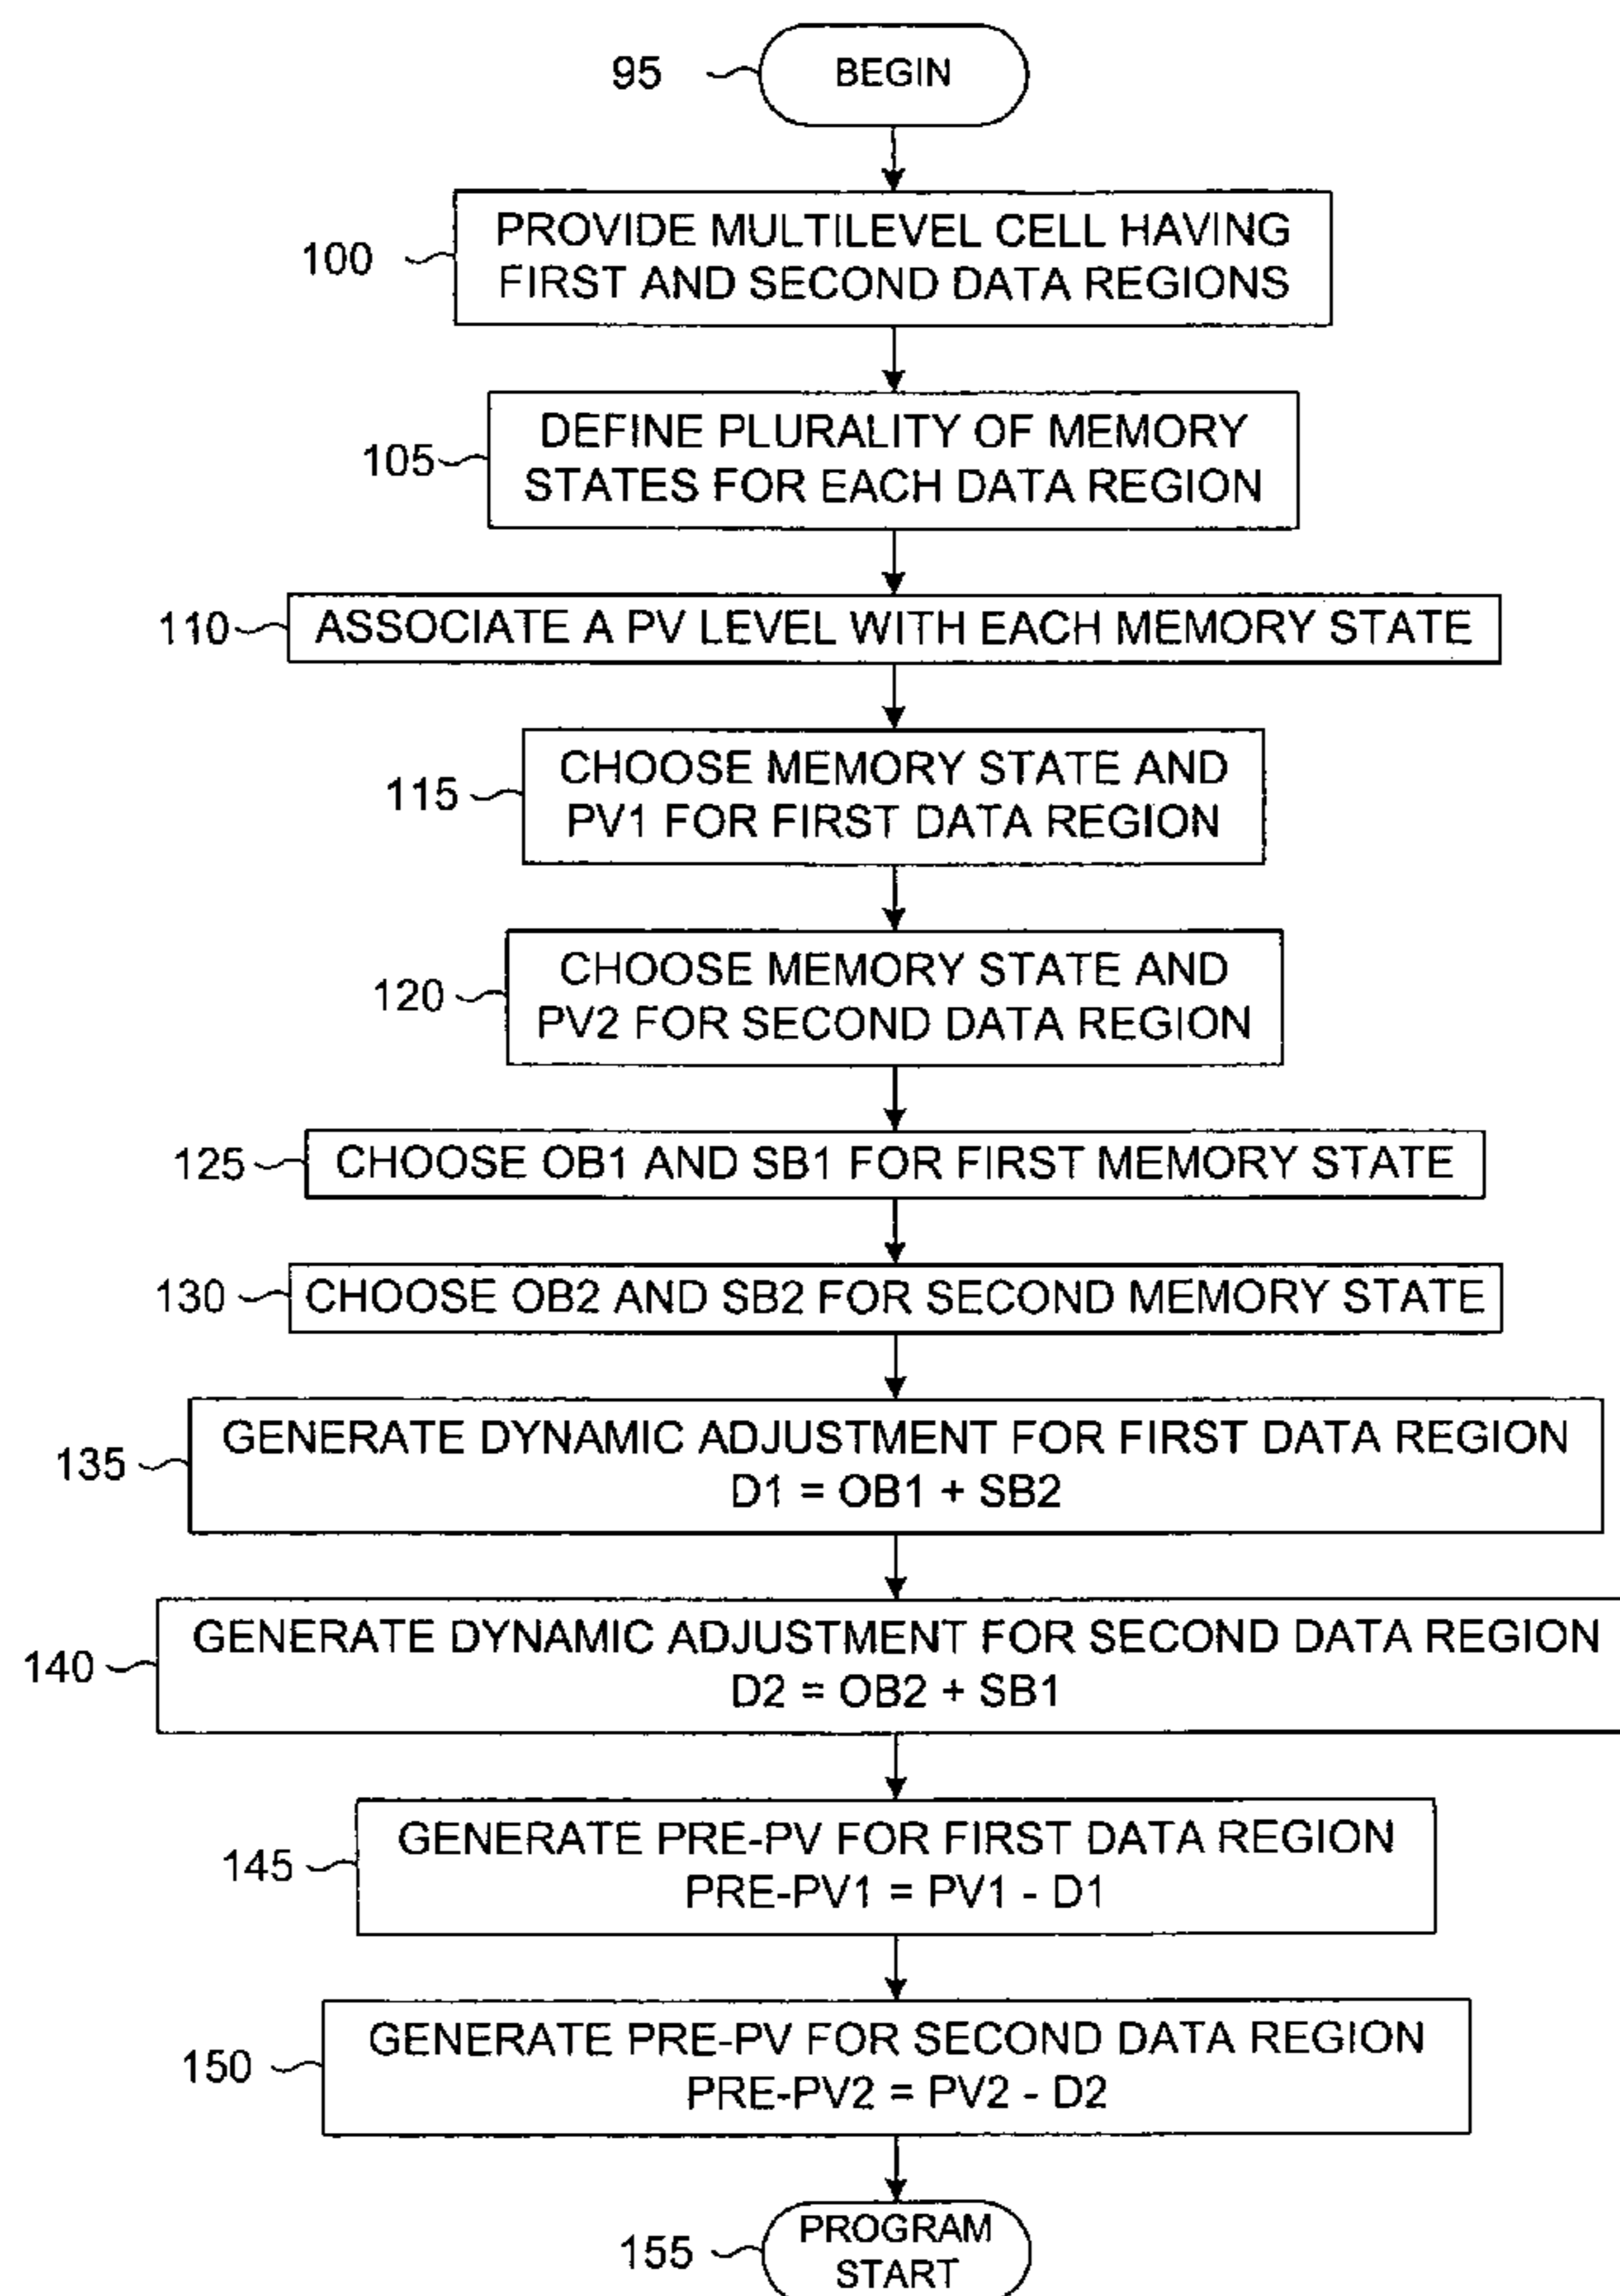 95
BEGIN
100
PROVIDE MULTILEVEL CELL HAVING
FIRST AND SECOND DATA REGIONS
105
DEFINE PLURALITY OF MEMORY
STATES FOR EACH DATA REGION
110
ASSOCIATE A PV LEVEL WITH EACH MEMORY STATE
115
CHOOSE MEMORY STATE AND
PV1 FOR FIRST DATA REGION
120
CHOOSE MEMORY STATE AND
PV2 FOR SECOND DATA REGION
125
CHOOSE OB1 AND SB1 FOR FIRST MEMORY STATE
130
CHOOSE OB2 AND SB2 FOR SECOND MEMORY STATE
135
GENERATE DYNAMIC ADJUSTMENT FOR FIRST DATA REGION
D1 = OB1 + SB2
140
GENERATE DYNAMIC ADJUSTMENT FOR SECOND DATA REGION
D2 = OB2 + SB1
145
GENERATE PRE-PV FOR FIRST DATA REGION
PRE-PV1 = PV1 - D1
150
GENERATE PRE-PV FOR SECOND DATA REGION
PRE-PV2 = PV2 - D2
155
PROGRAM
START